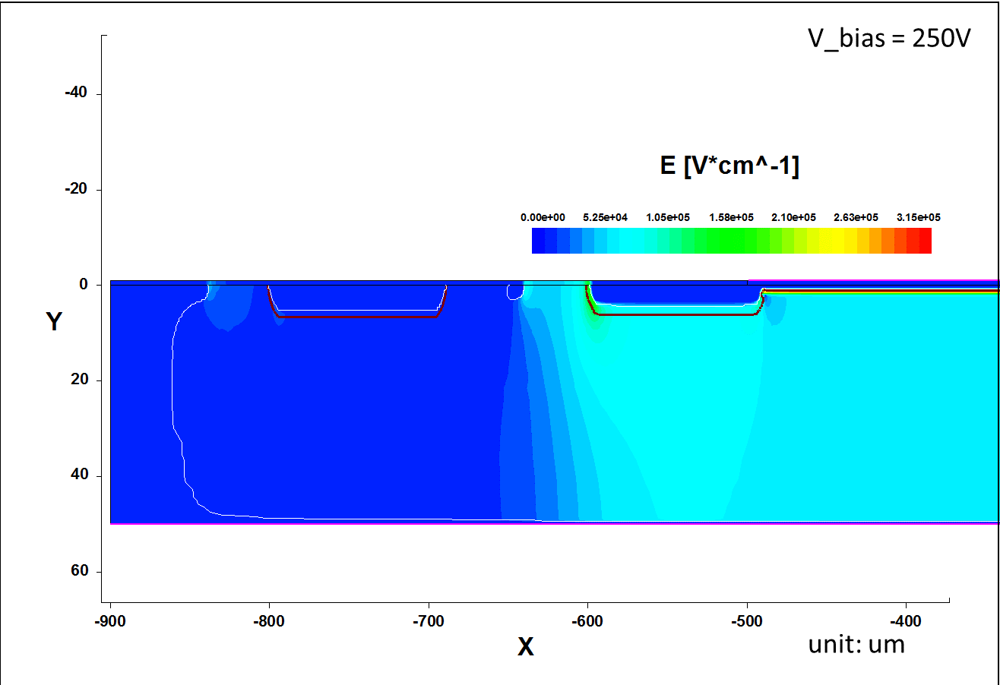 V_bias = 250V
-40
-20
E [V*cm^-1]
0.00e+00 5.25e+04 1.05e+05 1.58e+05 2.10e+05 2.63e+05 3.15e+05
0
Y
20
40
60
-900 -800 -700 -600 -500 -400
X
unit: um